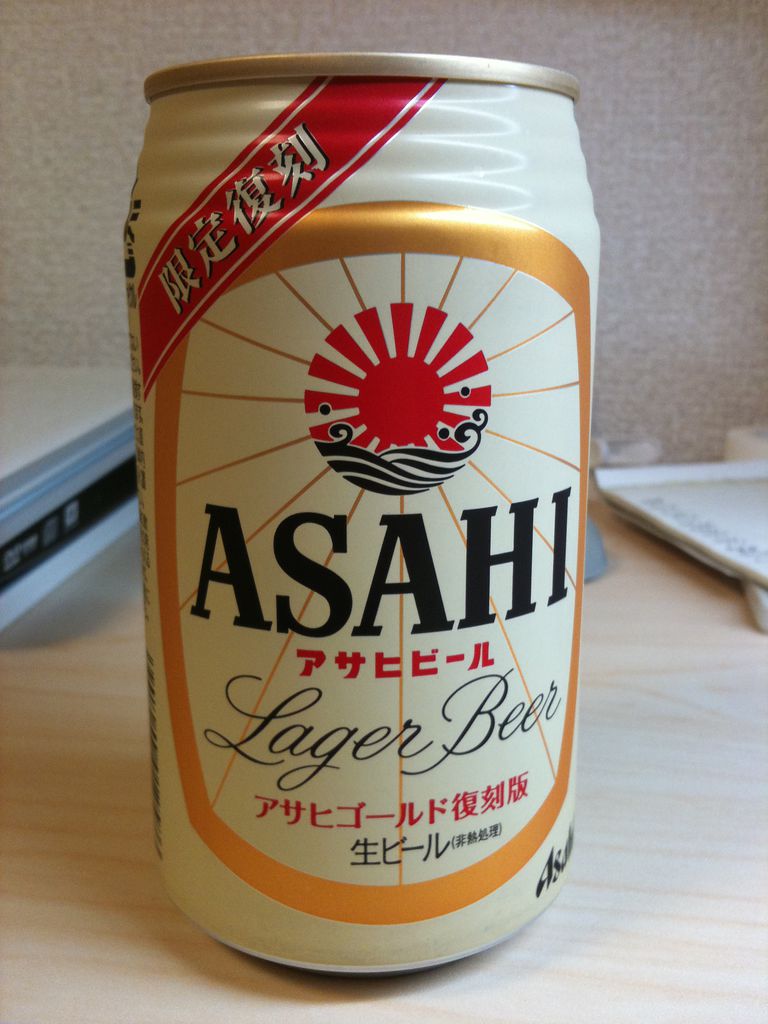 限定復刻
ASAHI
アサヒビール
Lager Beer
アサヒゴールド復刻版
生ビール(非熱処理)